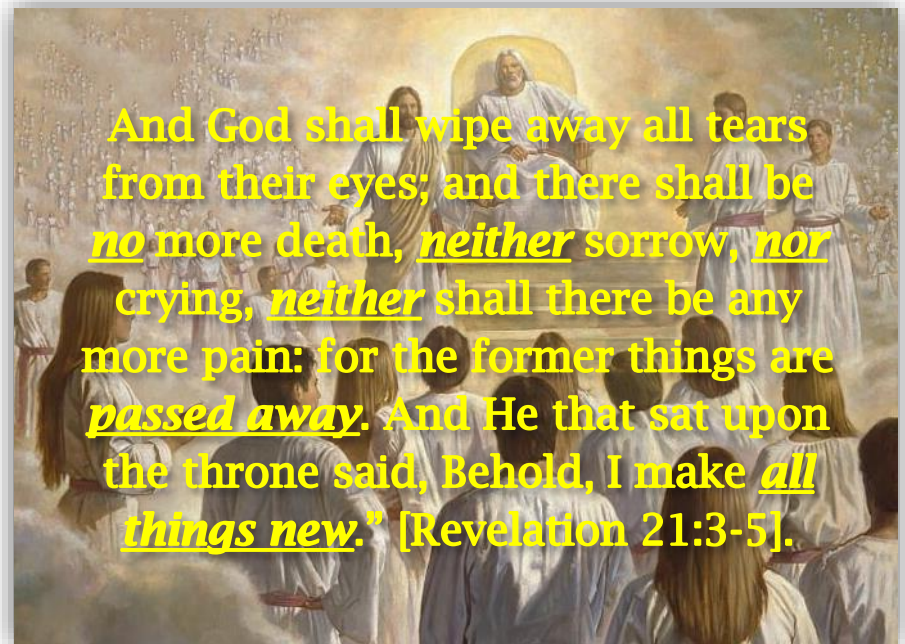 And God shall wipe away all tears
from their eyes; and there shall be
no more death, neither sorrow, nor
crying, neither shall there be any
more pain: for the former things are
passed away. And He that sat upon
the throne said, Behold, I make all
things new.” [Revelation 21:3-5].